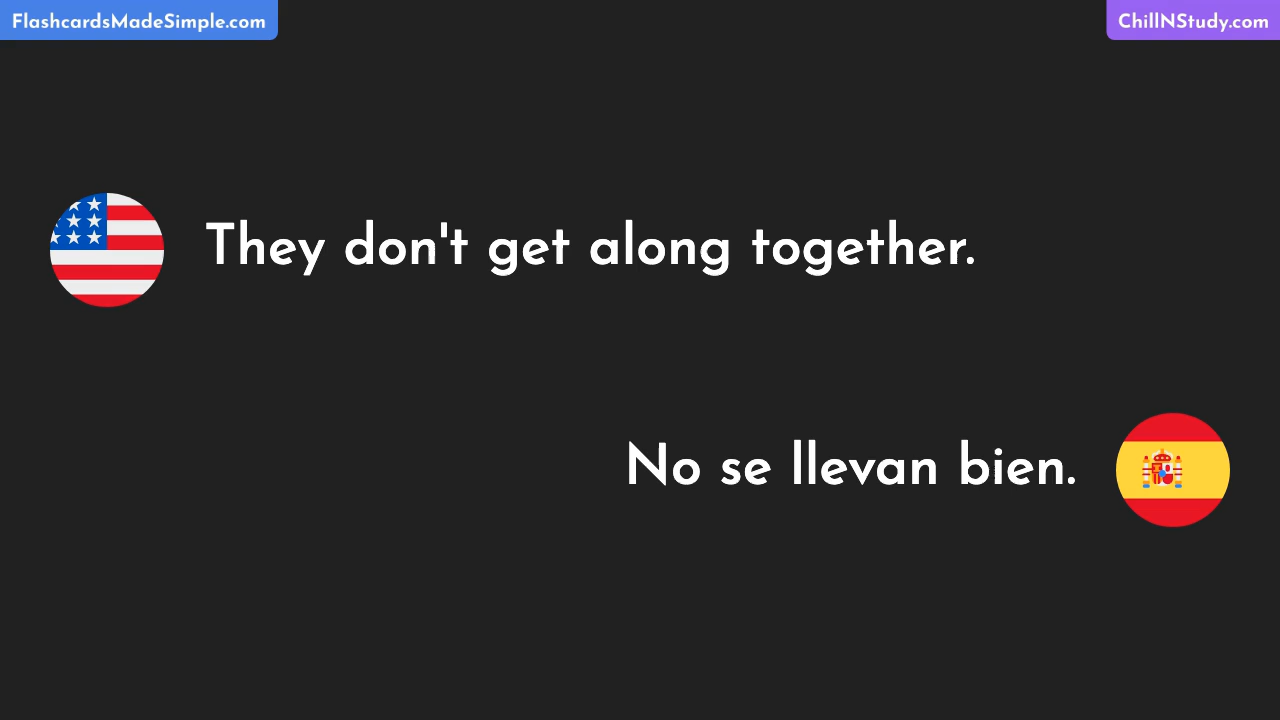 FlashcardsMadeSimple.com
ChillNStudy.com
They don't get along together.
No se llevan bien.